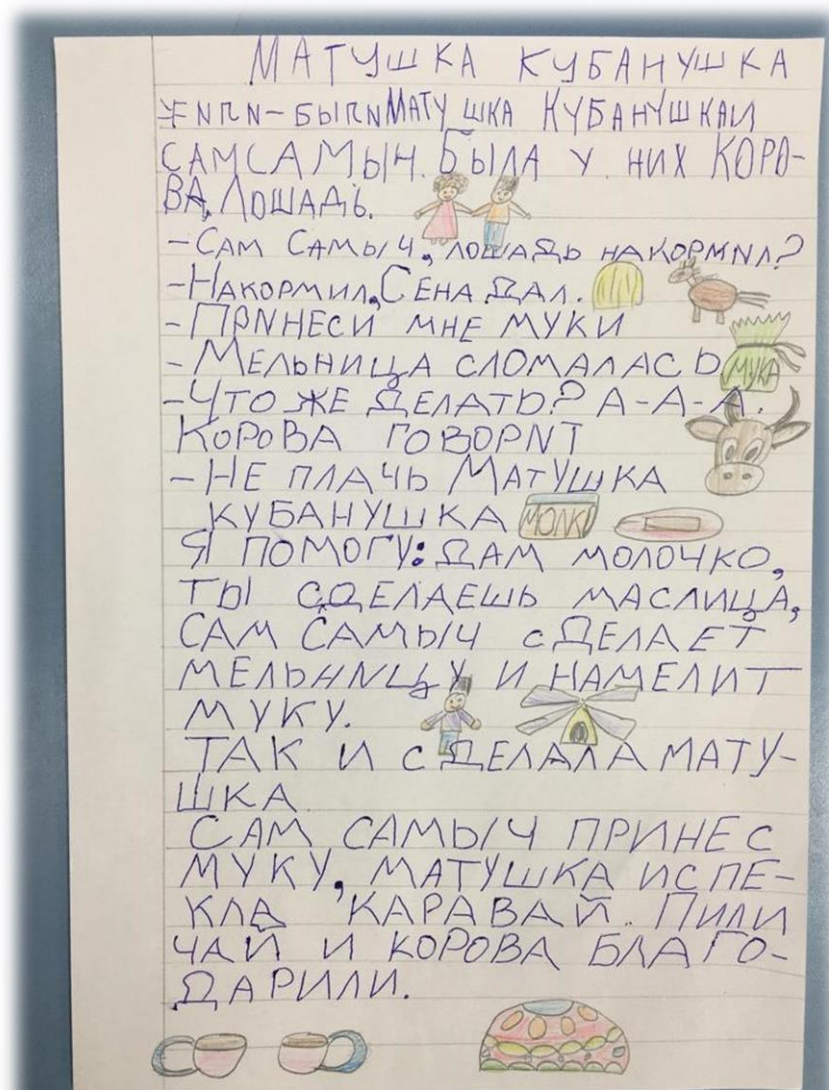 МАТУШКА КУБАНУШКА
ЖИЛИ-БЫЛИ МАТУШКА КУБАНУШКА И
САМ САМЫЧ. БЫЛА У НИХ КОРО-
ВА, ЛОШАДЬ.
-САМ САМЫЧ, ЛОШАДЬ НАКОРМИЛ?
-НАКОРМИЛ, СЕНА ДАЛ.
-ПРИНЕСИ МНЕ МУКИ
-МЕЛЬНИЦА СЛОМАЛАСЬ
МУКА
-ЧТО ЖЕ ДЕЛАТЬ? А-А-А.
КОРОВА ГОВОРИТ
-НЕ ПЛАЧЬ МАТУШКА
КУБАНУШКА
МОЛК
Я ПОМОГУ: ДАМ МОЛОЧКО,
ТЫ СДЕЛАЕШЬ МАСЛИЦА,
САМ САМЫЧ сДЕЛАЕТ
МЕЛЬНИЦУ И НАМЕЛИТ
МУКУ.
ТАК И сДЕЛАЛА МАТУ-
ШКА.
САМ САМЫЧ ПРИНЕС
МУКУ, МАТУШКА ИСПЕ-
КЛА КАРАВАЙ. ПИЛИ
ЧАЙ И КОРОВА БЛАГО-
ДАРИЛИ.